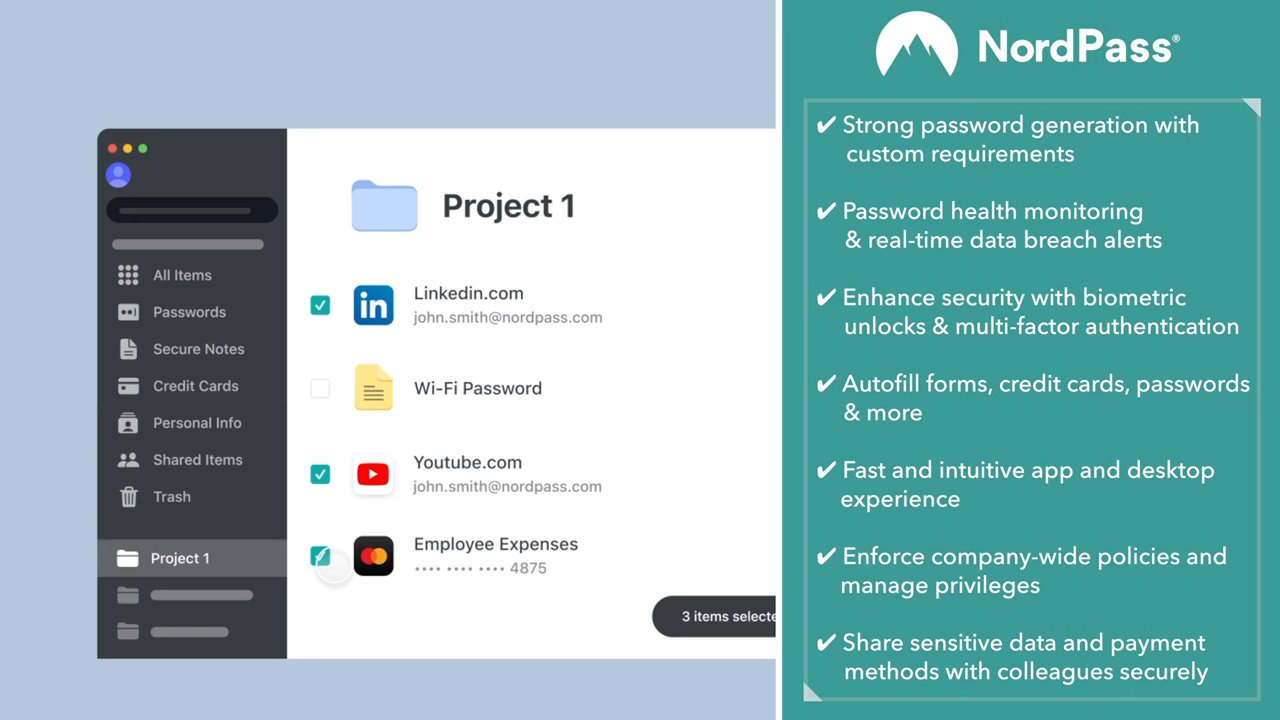 All Items
Passwords
Secure Notes
Credit Cards
Personal Info
Shared Items
Trash
Project 1
Project 1
Linkedin.com
john.smith@nordpass.com
Wi-Fi Password
Youtube.com
john.smith@nordpass.com
Employee Expenses
•••• •••• •••• 4875
3 items selecte
NordPass®
✔ Strong password generation with
custom requirements
✔ Password health monitoring
& real-time data breach alerts
✔ Enhance security with biometric
unlocks & multi-factor authentication
✔ Autofill forms, credit cards, passwords
& more
✔ Fast and intuitive app and desktop
experience
✔ Enforce company-wide policies and
manage privileges
✔ Share sensitive data and payment
methods with colleagues securely